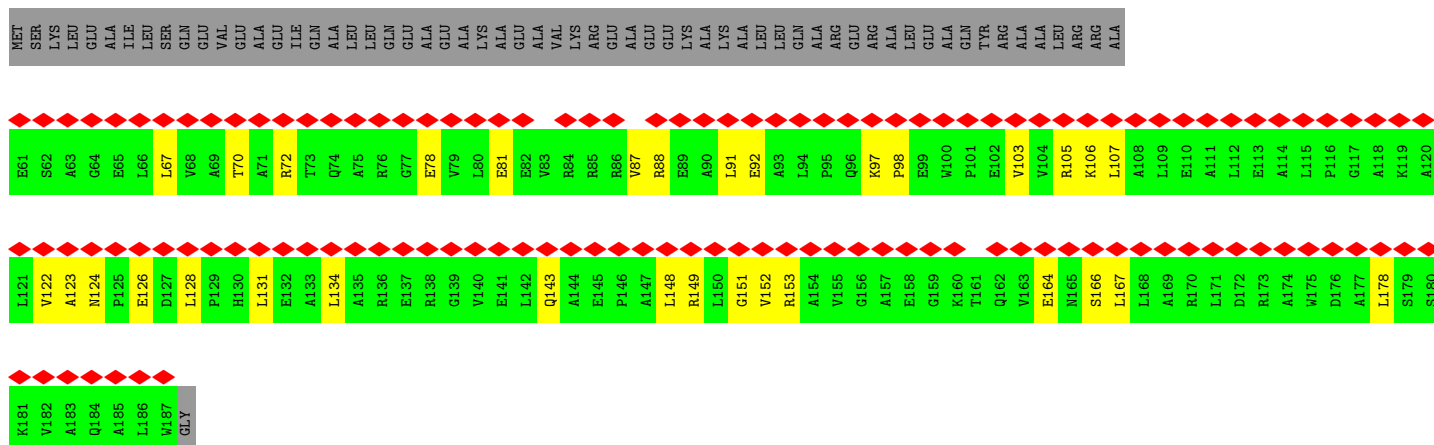 MET SER LYS LEU GLU ALA ILE LEU SER GLN GLU VAL GLU ALA GLU ILE GLN ALA LEU LEU GLN GLU ALA GLU ALA LYS ALA GLU ALA VAL LYS ARG GLU ALA GLU GLU LYS ALA LYS ALA LEU LEU GLN ALA ARG GLU ARG ALA LEU GLU ALA GLN TYR ARG ALA ALA LEU ARG ARG ALA
E61 S62 A63 G64 E65 L66 L67 V68 A69 T70 A71 R72 T73 Q74 A75 R76 G77 E78 V79 L80 E81 E82 V83 R84 R85 R86 V87 R88 E89 A90 L91 E92 A93 L94 P95 Q96 K97 P98 E99 W100 P101 E102 V103 V104 R105 K106 L107 A108 L109 E110 A111 L112 E113 A114 L115 P116 G117 A118 K119 A120
L121 V122 A123 N124 P125 E126 D127 L128 P129 H130 L131 E132 A133 L134 A135 R136 E137 R138 G139 V140 E141 L142 Q143 A144 E145 P146 A147 L148 R149 L150 G151 V152 R153 A154 V155 G156 A157 E158 G159 K160 T161 Q162 V163 E164 N165 S166 L167 L168 A169 R170 L171 D172 R173 A174 W175 D176 A177 L178 S179 S180
K181 V182 A183 Q184 A185 L186 W187 GLY